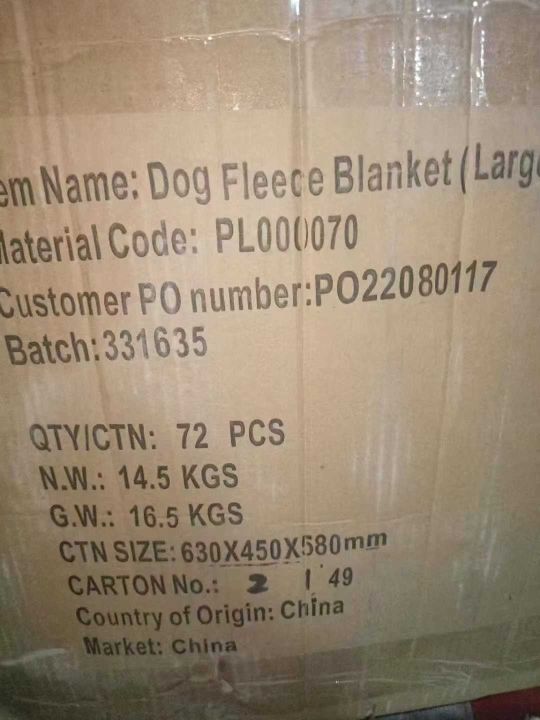 em Name: Dog Fleece Blanket (Larg
Material Code: PL000070
Customer PO number:PO22080117
Batch:331635
QTY/CTN: 72 PCS
N.W.: 14.5 KGS
G.W.: 16.5 KGS
CTN SIZE: 630X450X580mm
CARTON No.: 2 / 49
Country of Origin: China
Market: China